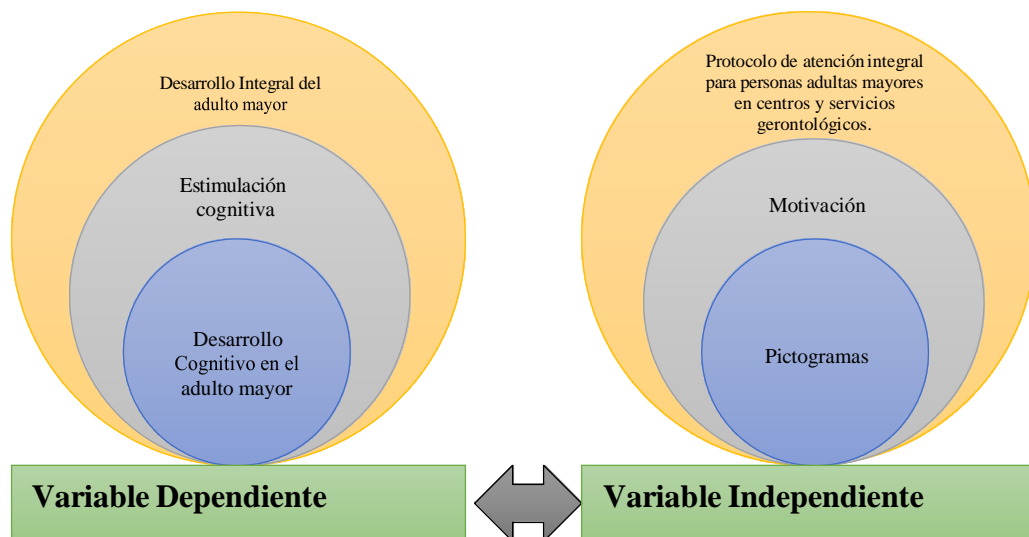 Desarrollo Integral del
adulto mayor
Estimulación
cognitiva
Desarrollo
Cognitivo en el
adulto mayor
Variable Dependiente
Protocolo de atención integral
para personas adultas mayores
en centros y servicios
gerontológicos.
Motivación
Pictogramas
Variable Independiente